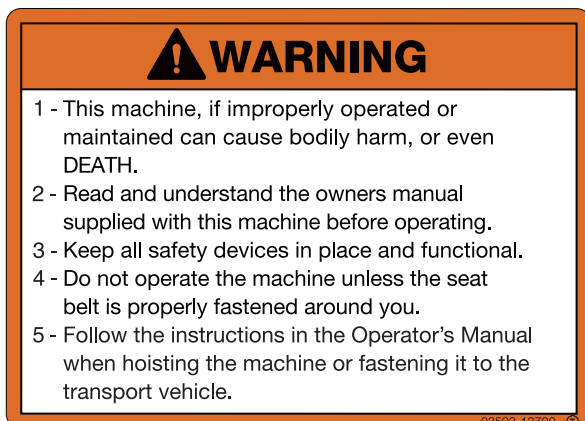 WARNING
1 - This machine, if improperly operated or
maintained can cause bodily harm, or even
DEATH.
2 - Read and understand the owners manual
supplied with this machine before operating.
3 - Keep all safety devices in place and functional.
4 - Do not operate the machine unless the seat
belt is properly fastened around you.
5 - Follow the instructions in the Operator's Manual
when hoisting the machine or fastening it to the
transport vehicle.